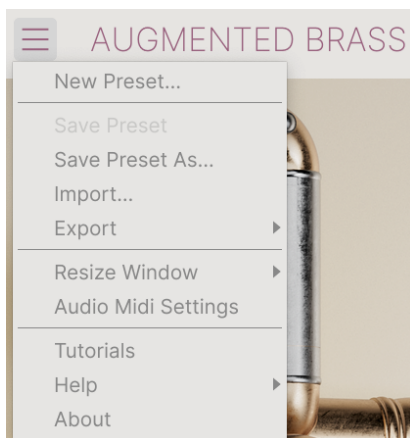 AUGMENTED BRASS
New Preset...
Save Preset
Save Preset As...
Import...
Export
Resize Window
Audio Midi Settings
Tutorials
Help
About